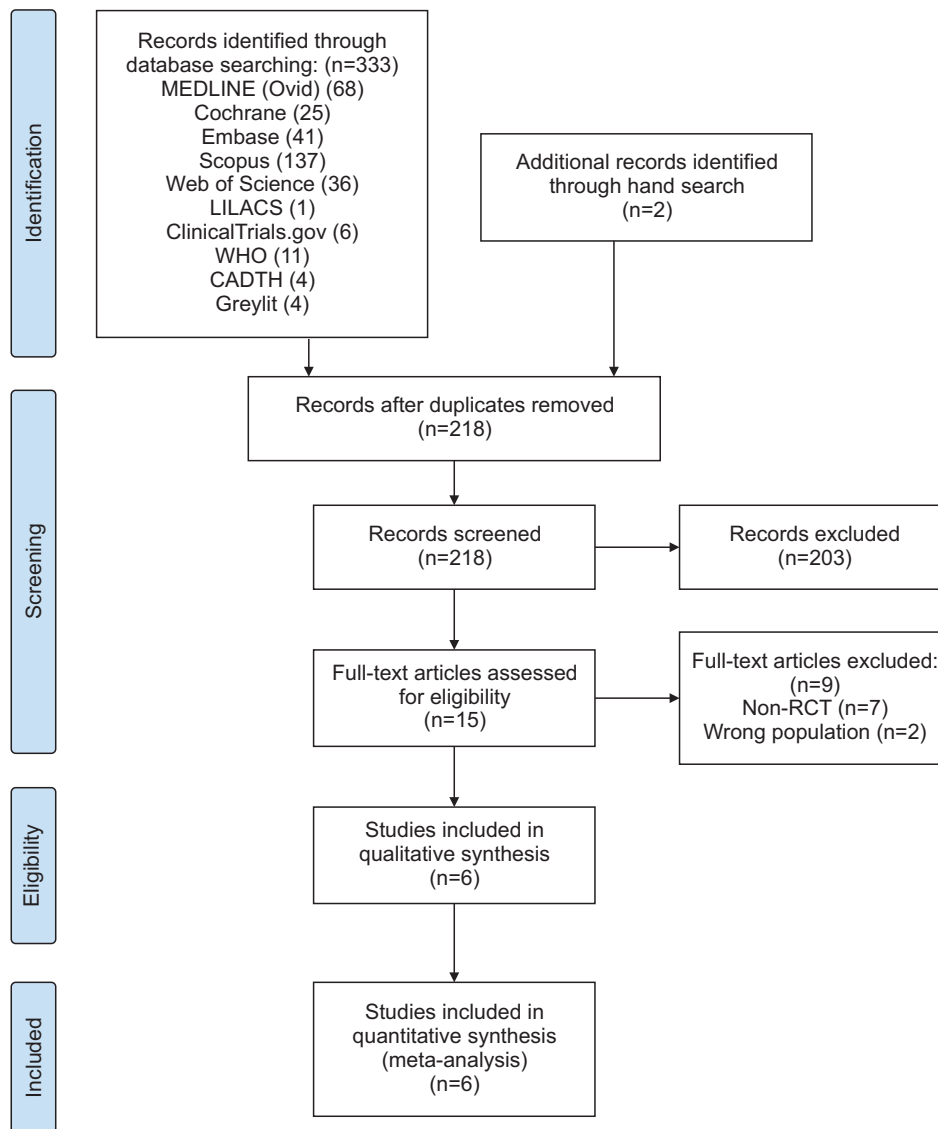 Identification
Records identified through
database searching: (n=333)
MEDLINE (Ovid) (68)
Cochrane (25)
Embase (41)
Scopus (137)
Web of Science (36)
LILACS (1)
ClinicalTrials.gov (6)
WHO (11)
CADTH (4)
Greylit (4)
Additional records identified
through hand search
(n=2)
Screening
Records after duplicates removed
(n=218)
Records screened
(n=218)
Records excluded
(n=203)
Full-text articles assessed
for eligibility
(n=15)
Full-text articles excluded:
(n=9)
Non-RCT (n=7)
Wrong population (n=2)
Eligibility
Studies included in
qualitative synthesis
(n=6)
Included
Studies included in
quantitative synthesis
(meta-analysis)
(n=6)